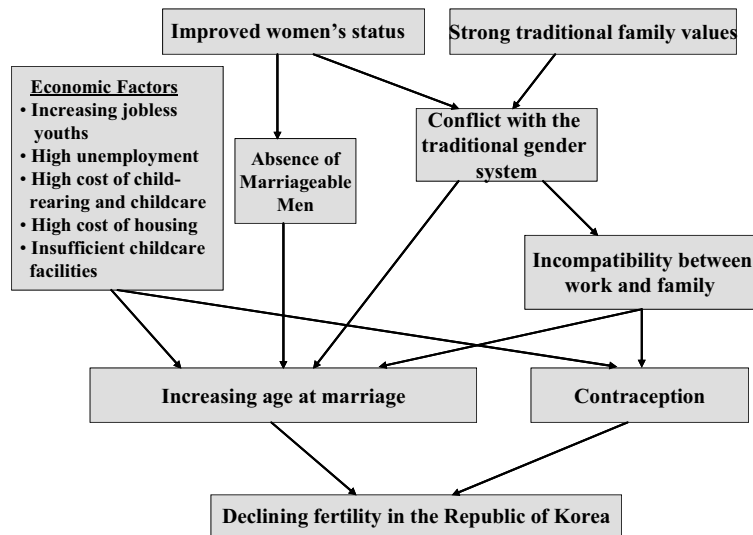 Improved women's status
Strong traditional family values
Economic Factors
• Increasing jobless
youths
• High unemployment
• High cost of child-
rearing and childcare
• High cost of housing
• Insufficient childcare
facilities
Absence of
Marriageable
Men
Conflict with the
traditional gender
system
Incompatibility between
work and family
Increasing age at marriage
Contraception
Declining fertility in the Republic of Korea